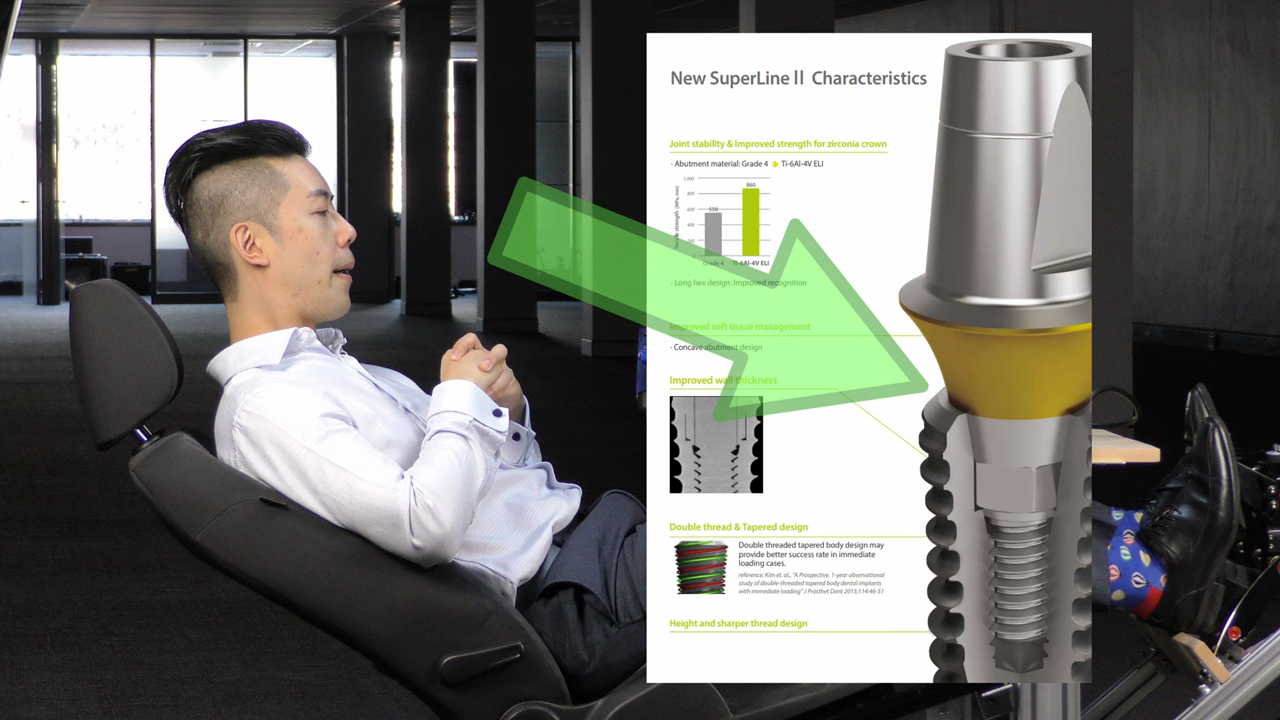 New SuperLine II Characteristics
Joint stability & Improved strength for zirconia crown
· Abutment material: Grade 4 ▶ Ti-6Al-4V ELI
1,000
860
800
550
600
400
Grade 4 Ti-6Al-4V ELI
· Long hex design: Improved recognition
Improved soft tissue management
· Concave abutment design
Improved wall thickness
Double thread & Tapered design
Double threaded tapered body design may
provide better success rate in immediate
loading cases.
reference: Kim et. al., "A Prospective, 1-year observational
study of double-threaded tapered body dental implants
with immediate loading" J Prosthet Dent 2015;114:46-51
Height and sharper thread design